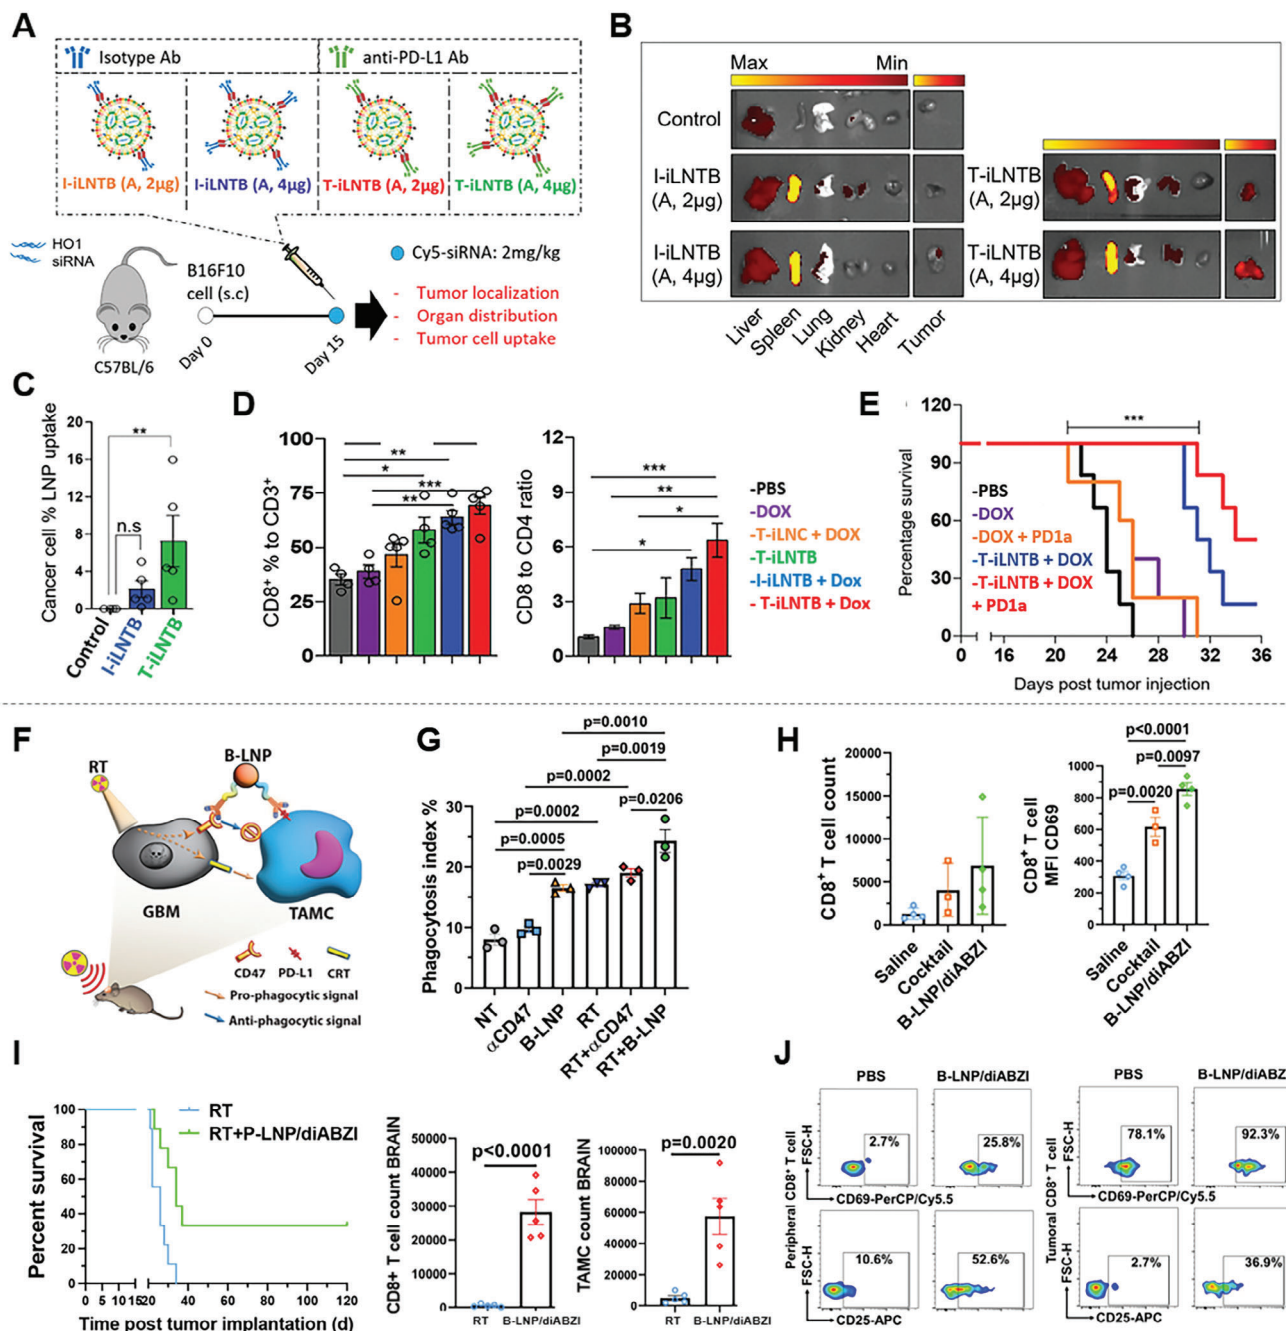 A
Isotype Ab
anti-PD-L1 Ab
I-iLNTB (A, 2µg)
I-iLNTB (A, 4µg)
T-iLNTB (A, 2µg)
T-iLNTB (A, 4µg)
HO1
siRNA
B16F10
cell (s.c)
C57BL/6
Day 0
Day 15
Cy5-siRNA: 2mg/kg
- Tumor localization
- Organ distribution
- Tumor cell uptake
B
Max
Min
Control
I-iLNTB
(A, 2µg)
I-iLNTB
(A, 4µg)
T-iLNTB
(A, 2µg)
T-iLNTB
(A, 4µg)
Liver
Spleen
Lung
Kidney
Heart
Tumor
C
Cancer cell % LNP uptake
20
16
12
8
4
0
**
n.s
Control
I-iLNTB
T-iLNTB
D
CD8⁺ % to CD3⁺
100
75
50
25
**
*
***
**
CD8 to CD4 ratio
12
9
6
3
0
***
**
*
*
-PBS
-DOX
-T-iLNC + DOX
-T-iLNTB
-I-iLNTB + Dox
- T-iLNTB + Dox
E
Percentage survival
120
90
60
30
0
***
-PBS
-DOX
-DOX + PD1a
-T-iLNTB + DOX
-T-iLNTB + DOX
+ PD1a
0 16 20 24 28 32 36
Days post tumor injection
F
RT
B-LNP
GBM
TAMC
CD47
PD-L1
CRT
Pro-phagocytic signal
Anti-phagocytic signal
G
Phagocytosis index %
30
20
10
0
p=0.0010
p=0.0019
p=0.0002
p=0.0206
p=0.0002
p=0.0005
p=0.0029
NT
αCD47
B-LNP
RT
RT+αCD47
RT+B-LNP
H
CD8⁺ T cell count
20000
15000
10000
5000
0
Saline
Cocktail
B-LNP/diABZI
CD8⁺ T cell
MFI CD69
1000
800
600
400
200
0
p<0.0001
p=0.0097
p=0.0020
Saline
Cocktail
B-LNP/diABZI
I
Percent survival
100
80
60
40
20
0
RT
RT+P-LNP/diABZI
0 5 10 15 20 40 60 80 100 120
Time post tumor implantation (d)
CD8+ T cell count BRAIN
50000
40000
30000
20000
10000
0
p<0.0001
RT
B-LNP/diABZI
TAMC count BRAIN
100000
80000
60000
40000
20000
0
p=0.0020
RT
B-LNP/diABZI
J
PBS
B-LNP/diABZI
PBS
B-LNP/diABZI
Peripheral CD8⁺ T cell
FSC-H
2.7%
25.8%
CD69-PerCP/Cy5.5
FSC-H
10.6%
52.6%
CD25-APC
Tumoral CD8⁺ T cell
FSC-H
78.1%
92.3%
CD69-PerCP/Cy5.5
FSC-H
2.7%
36.9%
CD25-APC